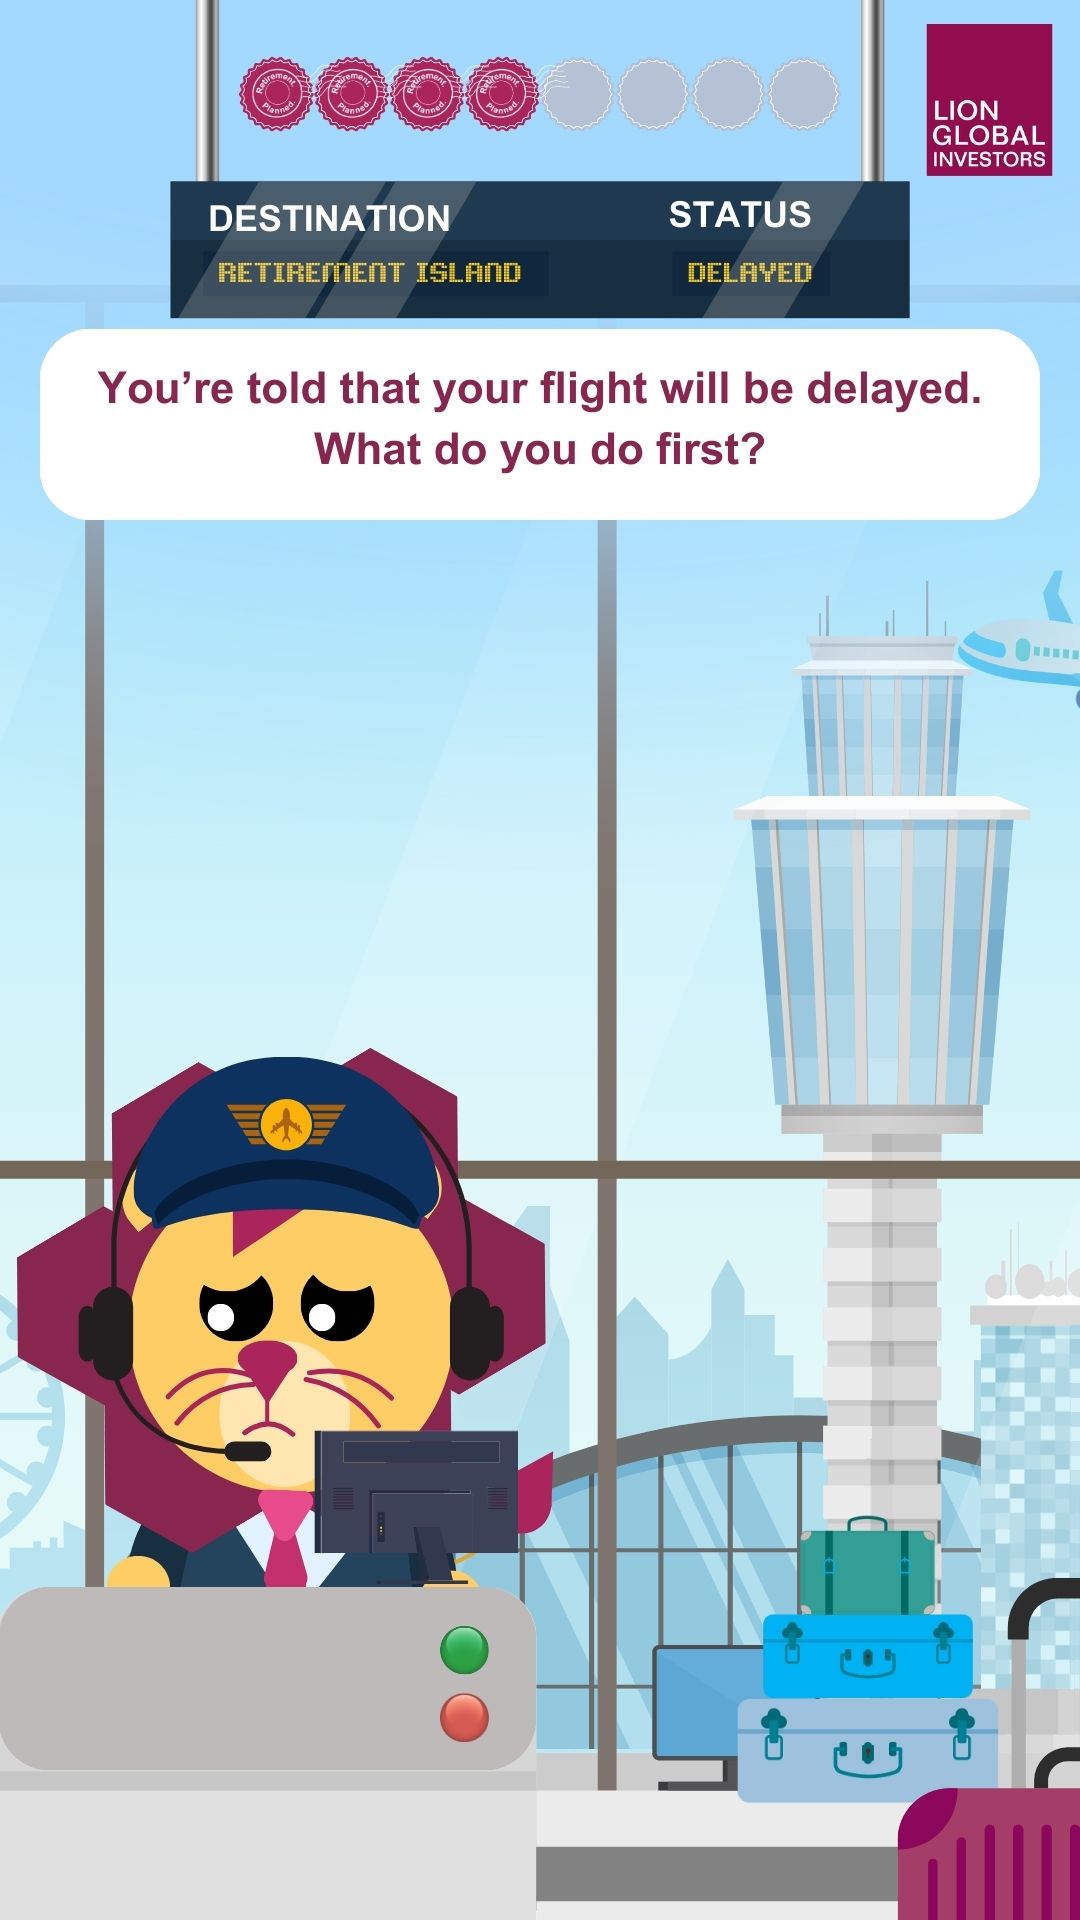 Retirement
Planned.
Retirement
Planned.
Retirement
Planned.
Retirement
Planned.
LION
GLOBAL
INVESTORS
DESTINATION STATUS
RETIREMENT ISLAND DELAYED
You’re told that your flight will be delayed.
What do you do first?